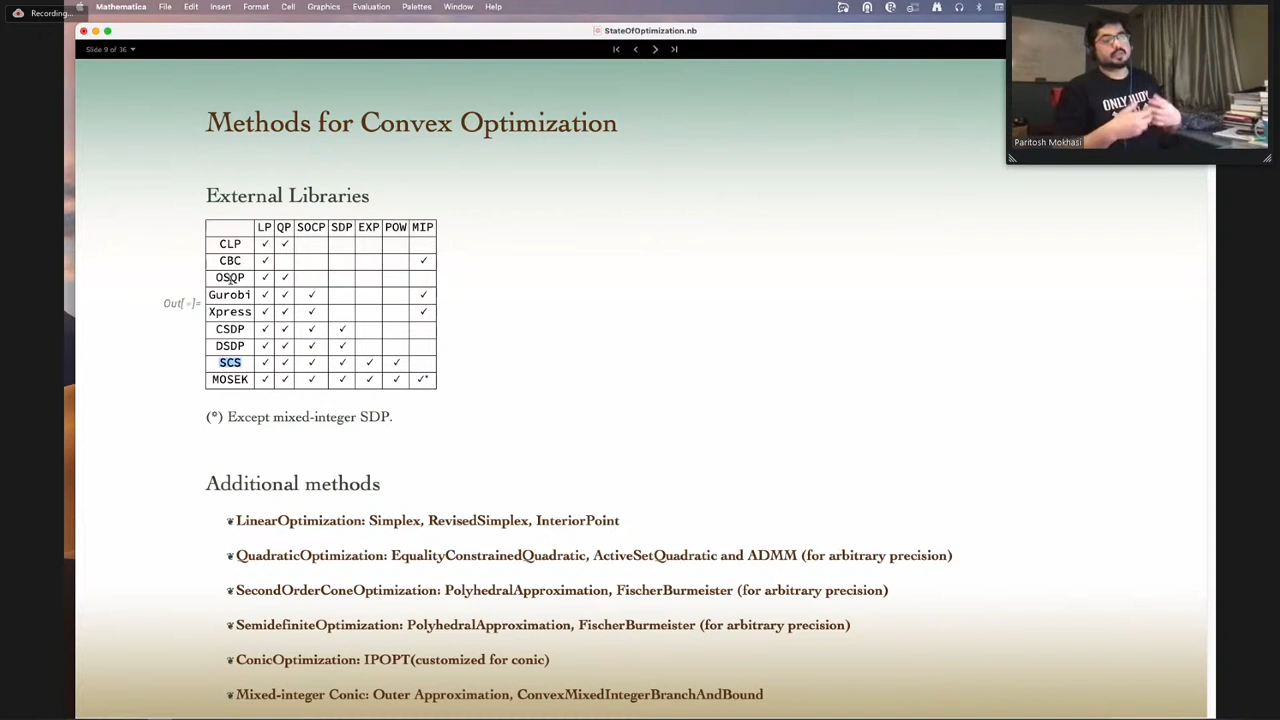 Recording...
Mathematica File Edit Insert Format Cell Graphics Evaluation Palettes Window Help
StateOfOptimization.nb
Slide 9 of 36
ONLY JUDY
Paritosh Mokhasi
Methods for Convex Optimization
External Libraries
LP QP SOCP SDP EXP POW MIP
CLP ✓ ✓
CBC ✓ ✓
OSQP ✓ ✓
Gurobi ✓ ✓ ✓ ✓
Xpress ✓ ✓ ✓ ✓
CSDP ✓ ✓ ✓ ✓
DSDP ✓ ✓ ✓ ✓
SCS ✓ ✓ ✓ ✓ ✓ ✓
MOSEK ✓ ✓ ✓ ✓ ✓ ✓ ✓*
Out[•]=
(*) Except mixed-integer SDP.
Additional methods
LinearOptimization: Simplex, RevisedSimplex, InteriorPoint
QuadraticOptimization: EqualityConstrainedQuadratic, ActiveSetQuadratic and ADMM (for arbitrary precision)
SecondOrderConeOptimization: PolyhedralApproximation, FischerBurmeister (for arbitrary precision)
SemidefiniteOptimization: PolyhedralApproximation, FischerBurmeister (for arbitrary precision)
ConicOptimization: IPOPT(customized for conic)
Mixed-integer Conic: Outer Approximation, ConvexMixedIntegerBranchAndBound